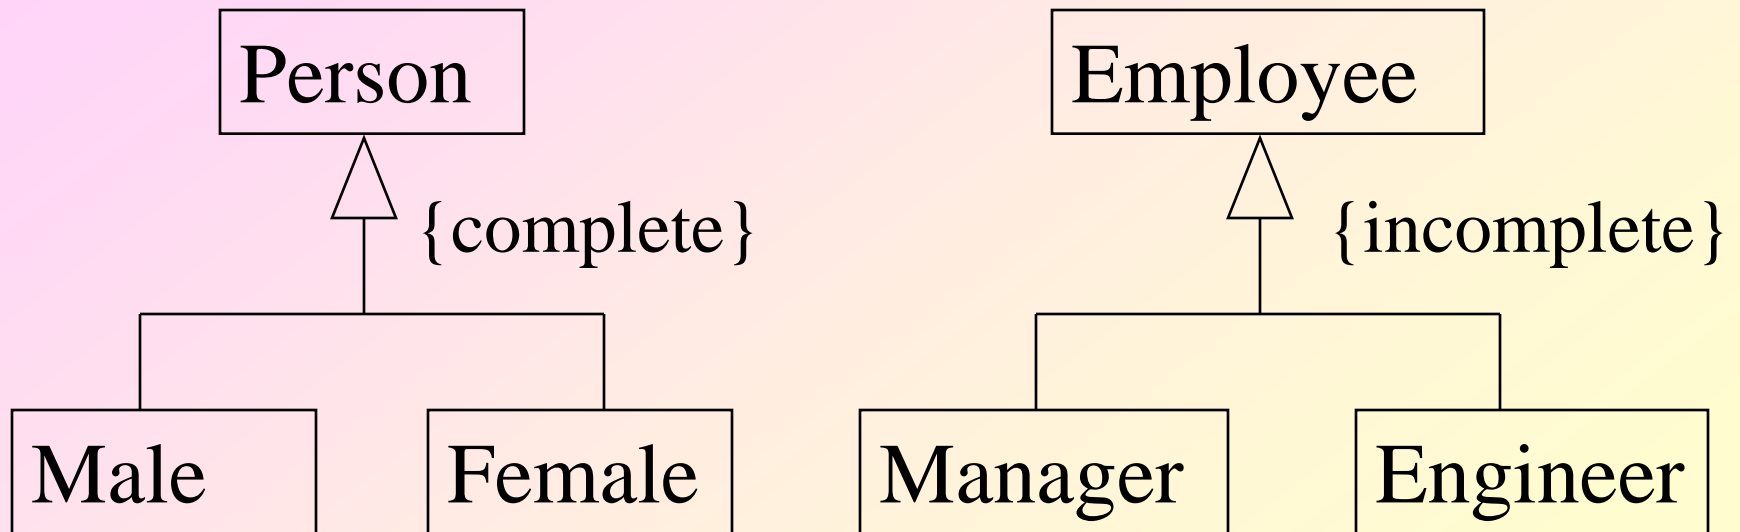 Person
Employee
{complete}
{incomplete}
Male
Female
Manager
Engineer